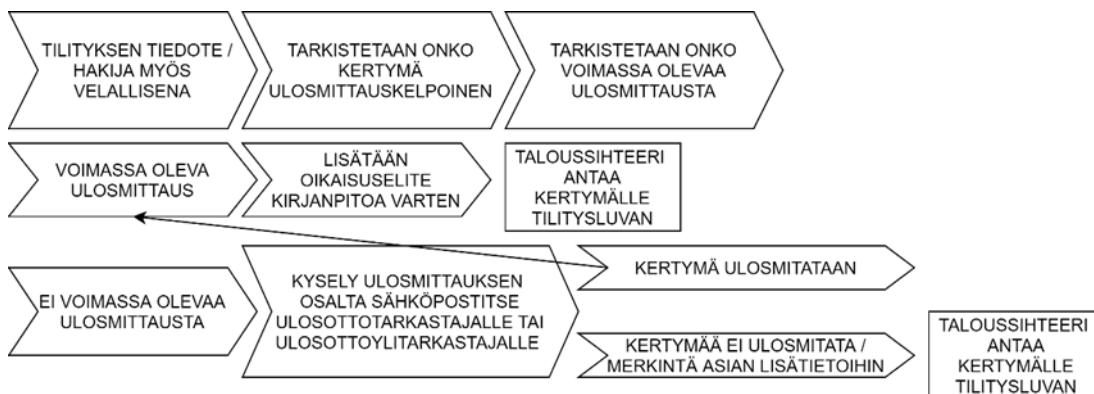 TILITYKSEN TIEDOTE /
HAKIJA MYÖS
VELALLISENA
TARKISTETAAN ONKO
KERTYMÄ
ULOSMITTAUSKELPOINEN
TARKISTETAAN ONKO
VOIMASSA OLEVAA
ULOSMITTAUSTA
VOIMASSA OLEVA
ULOSMITTAUS
LISÄTÄÄN
OIKAISUSELITE
KIRJANPITOA VARTEN
TALOUSSIHTEERI
ANTAA
KERTYMÄLLE
TILITYSLUVAN
EI VOIMASSA OLEVAA
ULOSMITTAUSTA
KYSELY ULOSMITTAUKSEN
OSALTA SÄHKÖPOSTITSE
ULOSOTTOTARKASTAJALLE TAI
ULOSOTTOYLITARKASTAJALLE
KERTYMÄ ULOSMITATAAN
KERTYMÄÄ EI ULOSMITATA /
MERKINTÄ ASIAN LISÄTIETOIHIN
TALOUSSIHTEERI
ANTAA
KERTYMÄLLE
TILITYSLUVAN